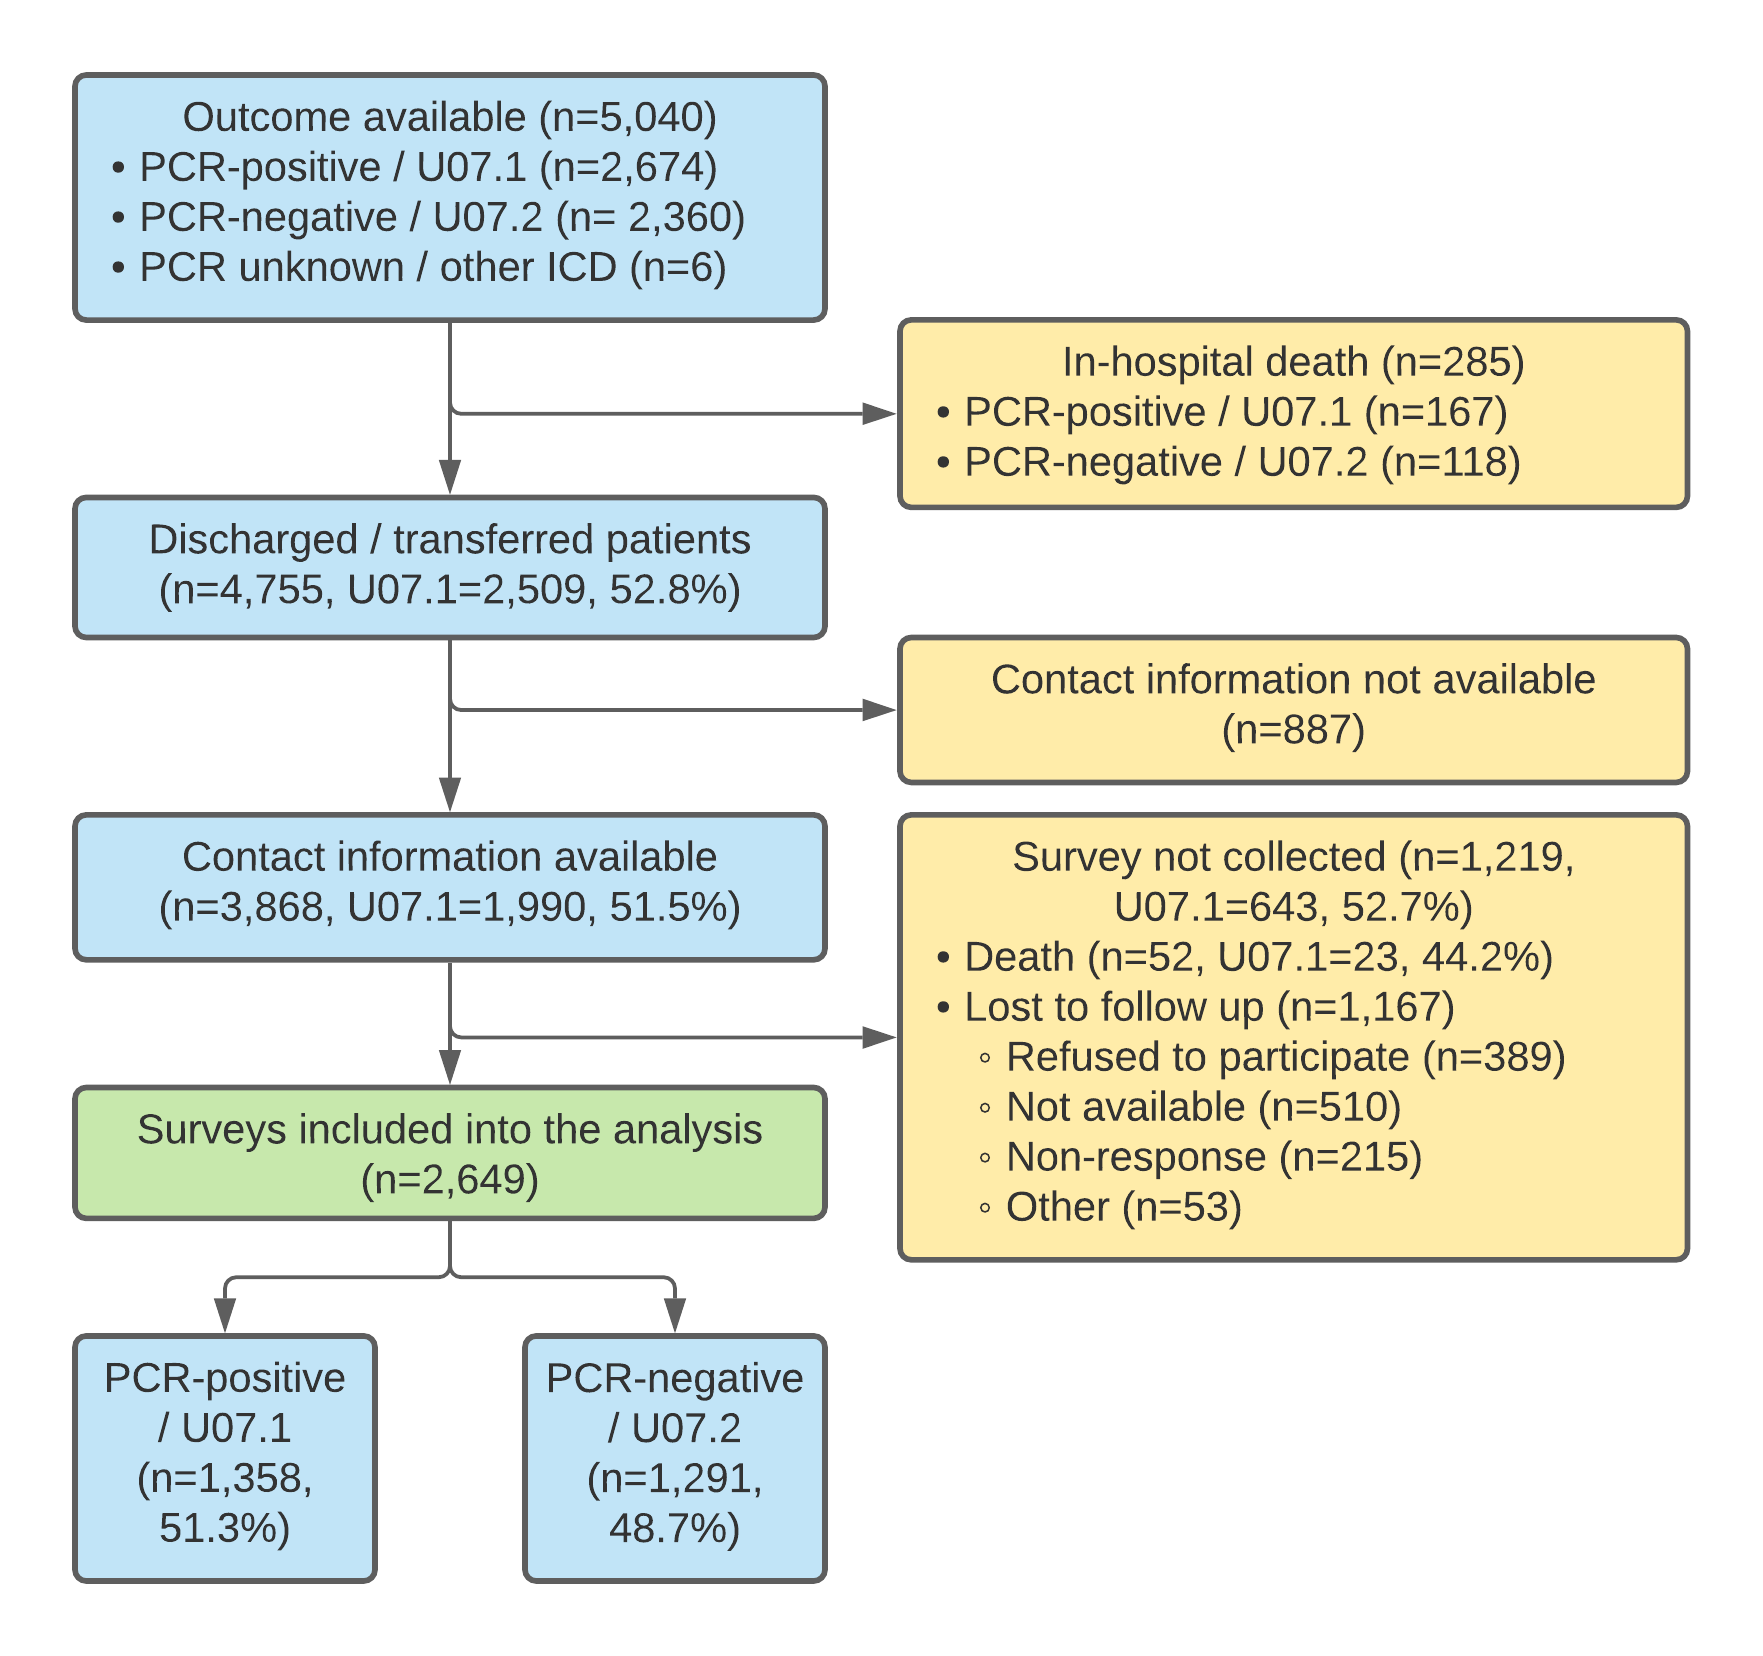 Outcome available (n=5,040)
• PCR-positive / U07.1 (n=2,674)
• PCR-negative / U07.2 (n= 2,360)
• PCR unknown / other ICD (n=6)
In-hospital death (n=285)
• PCR-positive / U07.1 (n=167)
• PCR-negative / U07.2 (n=118)
Discharged / transferred patients
(n=4,755, U07.1=2,509, 52.8%)
Contact information not available
(n=887)
Contact information available
(n=3,868, U07.1=1,990, 51.5%)
Survey not collected (n=1,219,
U07.1=643, 52.7%)
• Death (n=52, U07.1=23, 44.2%)
• Lost to follow up (n=1,167)
◦ Refused to participate (n=389)
◦ Not available (n=510)
◦ Non-response (n=215)
◦ Other (n=53)
Surveys included into the analysis
(n=2,649)
PCR-positive
/ U07.1
(n=1,358,
51.3%)
PCR-negative
/ U07.2
(n=1,291,
48.7%)